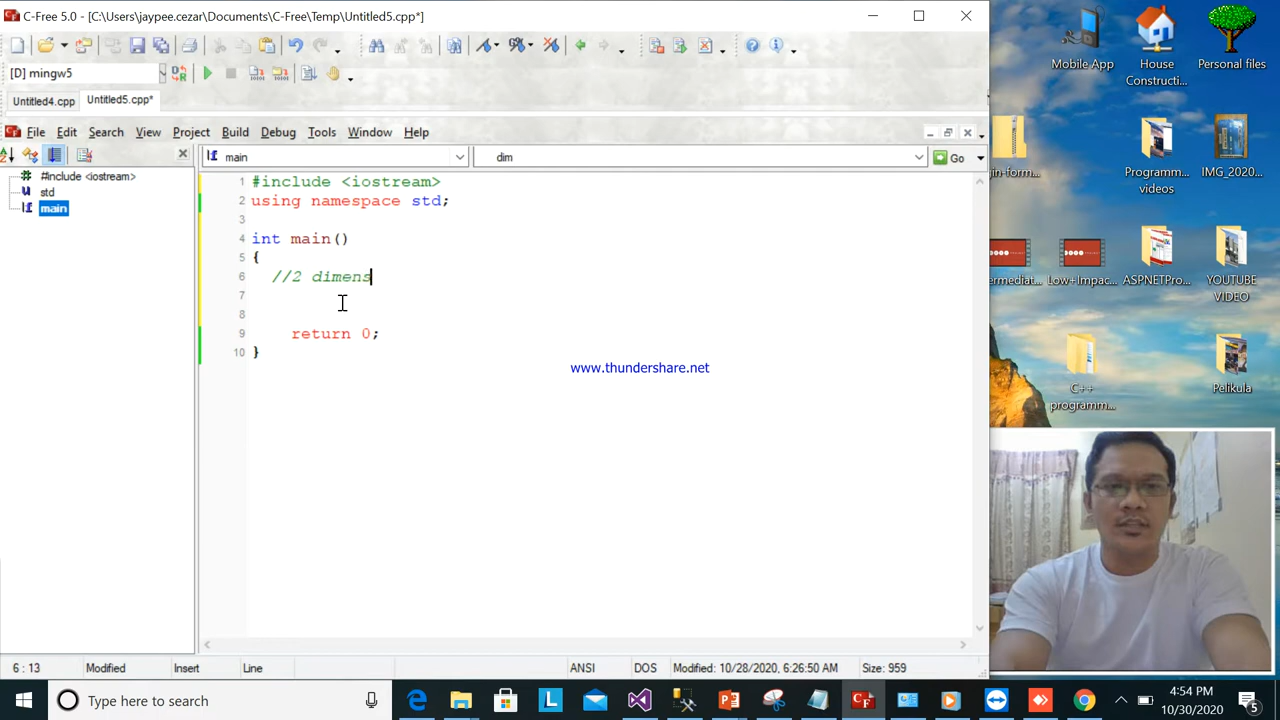 C-Free 5.0 - [C:\Users\jaypee.cezar\Documents\C-Free\Temp\Untitled5.cpp*]
[D] mingw5
Untitled4.cpp
Untitled5.cpp*
File Edit Search View Project Build Debug Tools Window Help
main
dim
Go
#include <iostream>
std
main
1 #include <iostream>
2 using namespace std;
3
4 int main()
5 {
6 //2 dimens
7
8
9 return 0;
10 }
www.thundershare.net
6 : 13
Modified
Insert
Line
ANSI
DOS
Modified: 10/28/2020, 6:26:50 AM
Size: 959
Mobile App
House
Constructi...
Personal files
Programm...
videos
IMG_2020...
Low+Impac...
ASPNETPro...
YOUTUBE
VIDEO
C++
programm...
Pelikula
Type here to search
4:54 PM
10/30/2020
5